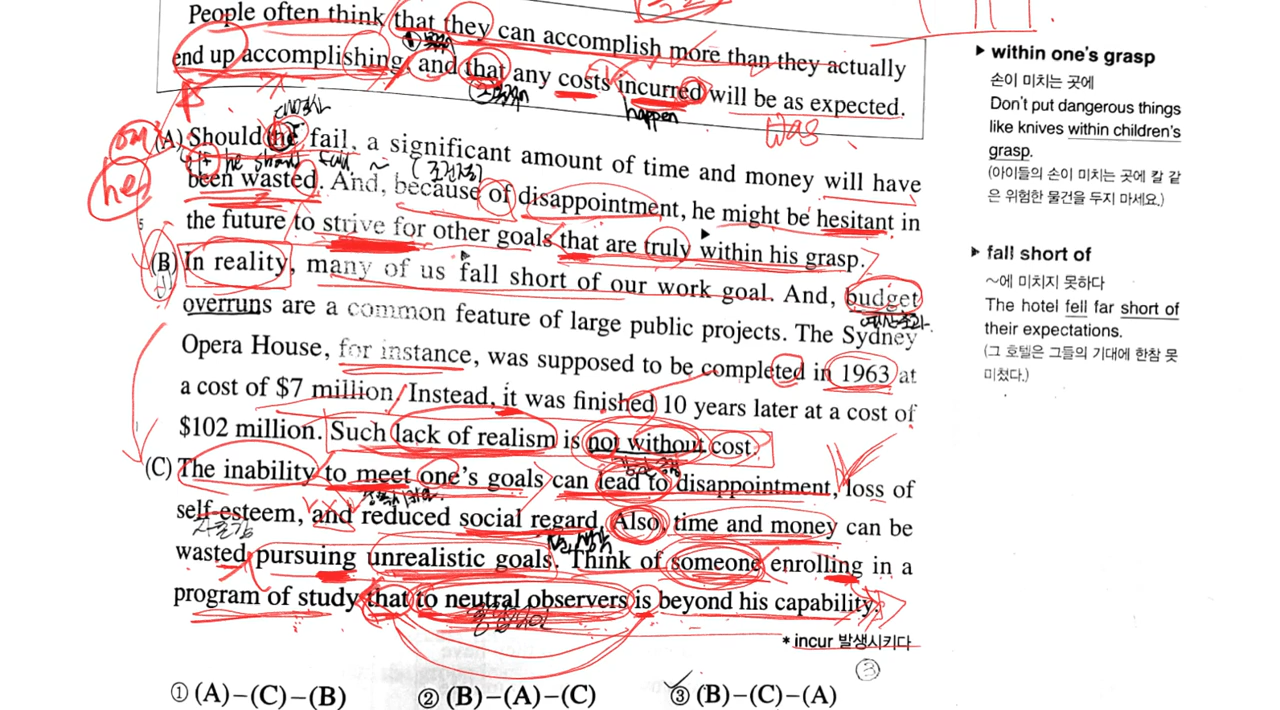 People often think that they can accomplish more than they actually
end up accomplishing, and that any costs incurred will be as expected.
happen
was
(A) Should he fail, a significant amount of time and money will have
been wasted. And, because of disappointment, he might be hesitant in
the future to strive for other goals that are truly within his grasp.
he
(B) In reality, many of us fall short of our work goal. And, budget
overruns are a common feature of large public projects. The Sydney
Opera House, for instance, was supposed to be completed in 1963 at
a cost of $7 million. Instead, it was finished 10 years later at a cost of
$102 million. Such lack of realism is not without cost.
(C) The inability to meet one's goals can lead to disappointment, loss of
self-esteem, and reduced social regard. Also, time and money can be
wasted pursuing unrealistic goals. Think of someone enrolling in a
program of study that to neutral observers is beyond his capability.
* incur 발생시키다
③
① (A)-(C)-(B) ② (B)-(A)-(C) ③ (B)-(C)-(A)
▶ within one's grasp
손이 미치는 곳에
Don't put dangerous things
like knives within children's
grasp.
(아이들의 손이 미치는 곳에 칼 같
은 위험한 물건을 두지 마세요.)
▶ fall short of
~에 미치지 못하다
The hotel fell far short of
their expectations.
(그 호텔은 그들의 기대에 한참 못
미쳤다.)